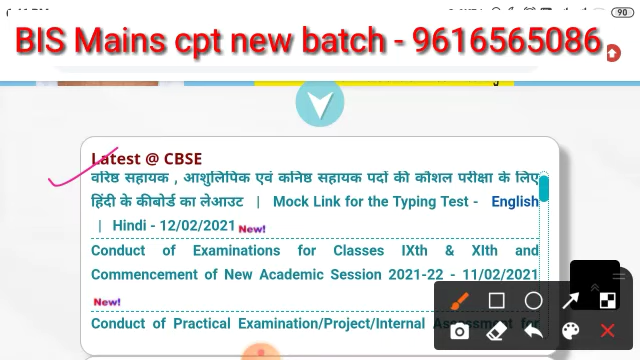 90
BIS Mains cpt new batch - 9616565086
Latest @ CBSE
वरिष्ठ सहायक , आशुलिपिक एवं कनिष्ठ सहायक पदों की कौशल परीक्षा के लिए
हिंदी के कीबोर्ड का लेआउट | Mock Link for the Typing Test - English
| Hindi - 12/02/2021 New!
Conduct of Examinations for Classes IXth & XIth and
Commencement of New Academic Session 2021-22 - 11/02/2021
New!
Conduct of Practical Examination/Project/Internal Assessment for